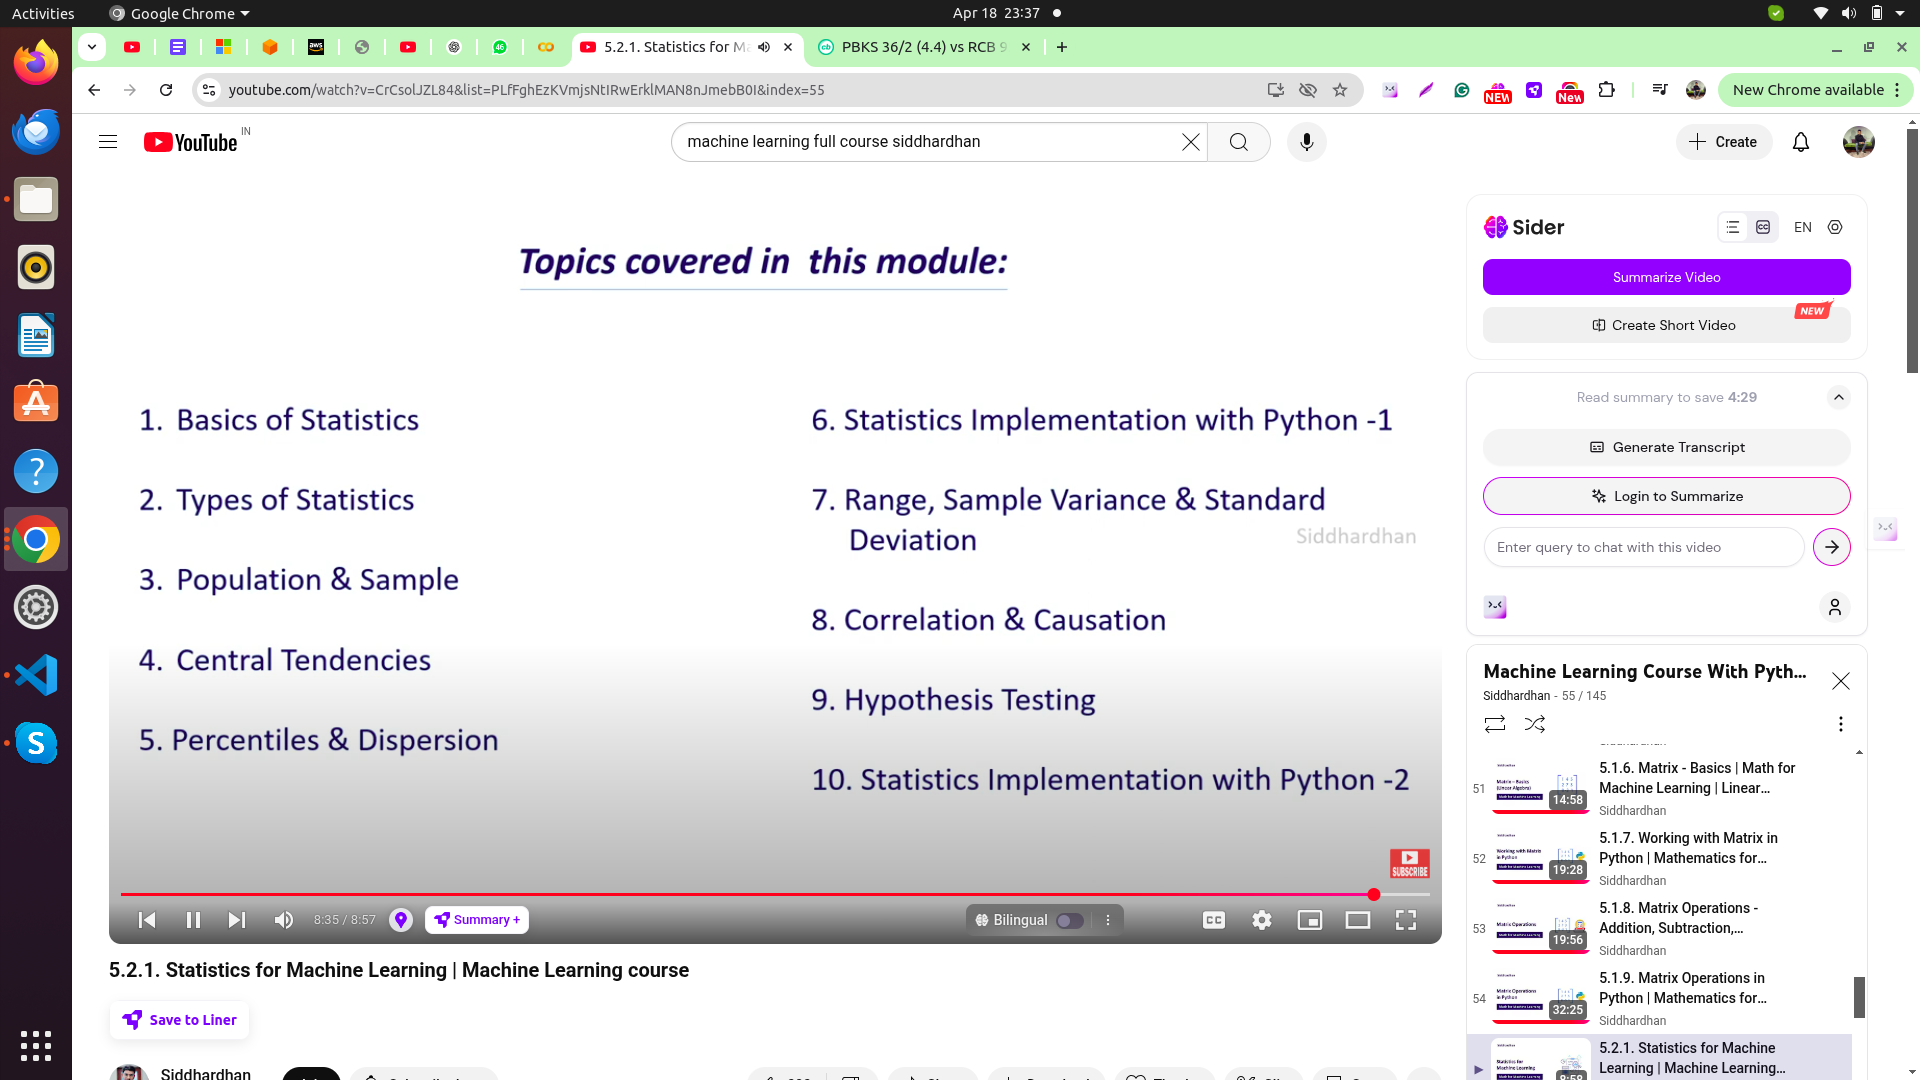 Activities
Google Chrome
Apr 18 23:37
5.2.1. Statistics for Ma
PBKS 36/2 (4.4) vs RCB 9
youtube.com/watch?v=CrCsolJZL84&list=PLfFghEzKVmjsNtIRwErklMAN8nJmebB0I&index=55
NEW
New
New Chrome available
YouTube
IN
machine learning full course siddhardhan
Create
Topics covered in this module:
1. Basics of Statistics
2. Types of Statistics
3. Population & Sample
4. Central Tendencies
5. Percentiles & Dispersion
6. Statistics Implementation with Python -1
7. Range, Sample Variance & Standard
Deviation
Siddhardhan
8. Correlation & Causation
9. Hypothesis Testing
10. Statistics Implementation with Python -2
SUBSCRIBE
8:35 / 8:57
Summary +
Bilingual
CC
5.2.1. Statistics for Machine Learning | Machine Learning course
Save to Liner
Siddhardhan
Sider
EN
Summarize Video
NEW
Create Short Video
Read summary to save 4:29
Generate Transcript
Login to Summarize
Enter query to chat with this video
Machine Learning Course With Pyth...
Siddhardhan - 55 / 145
51
14:58
5.1.6. Matrix - Basics | Math for
Machine Learning | Linear...
Siddhardhan
52
19:28
5.1.7. Working with Matrix in
Python | Mathematics for...
Siddhardhan
53
19:56
5.1.8. Matrix Operations -
Addition, Subtraction,...
Siddhardhan
54
32:25
5.1.9. Matrix Operations in
Python | Mathematics for...
Siddhardhan
5.2.1. Statistics for Machine
Learning | Machine Learning...